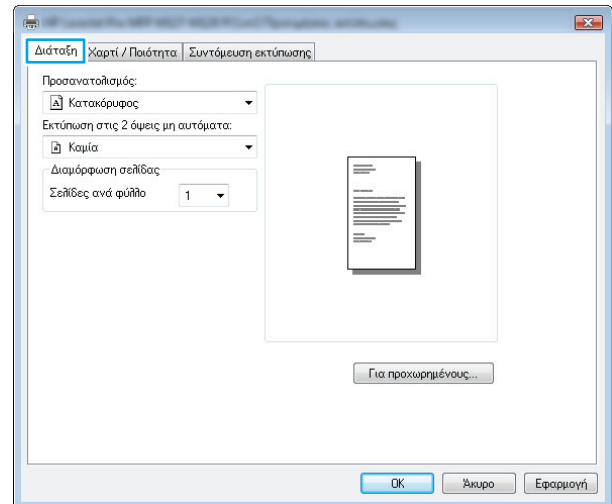 Διάταξη
Χαρτί / Ποιότητα
Συντόμευση εκτύπωσης
Προσανατολισμός:
Κατακόρυφος
Εκτύπωση στις 2 όψεις μη αυτόματα:
Καμία
Διαμόρφωση σελίδας
Σελίδες ανά φύλλο
1
Για προχωρημένους...
OK
Άκυρο
Εφαρμογή